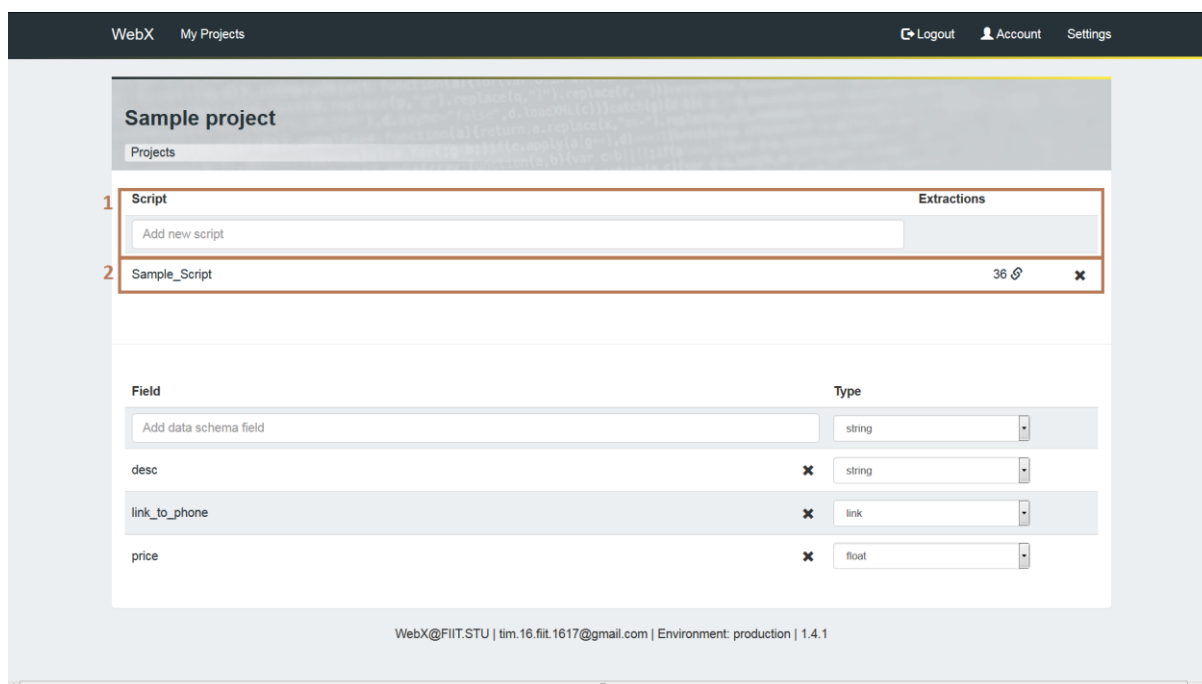 WebX My Projects Logout Account Settings
Sample project
Projects
1 Script Extractions
Add new script
2 Sample_Script 36
Field Type
Add data schema field string
desc string
link_to_phone link
price float
WebX@FIIT.STU | tim.16.fiit.1617@gmail.com | Environment: production | 1.4.1